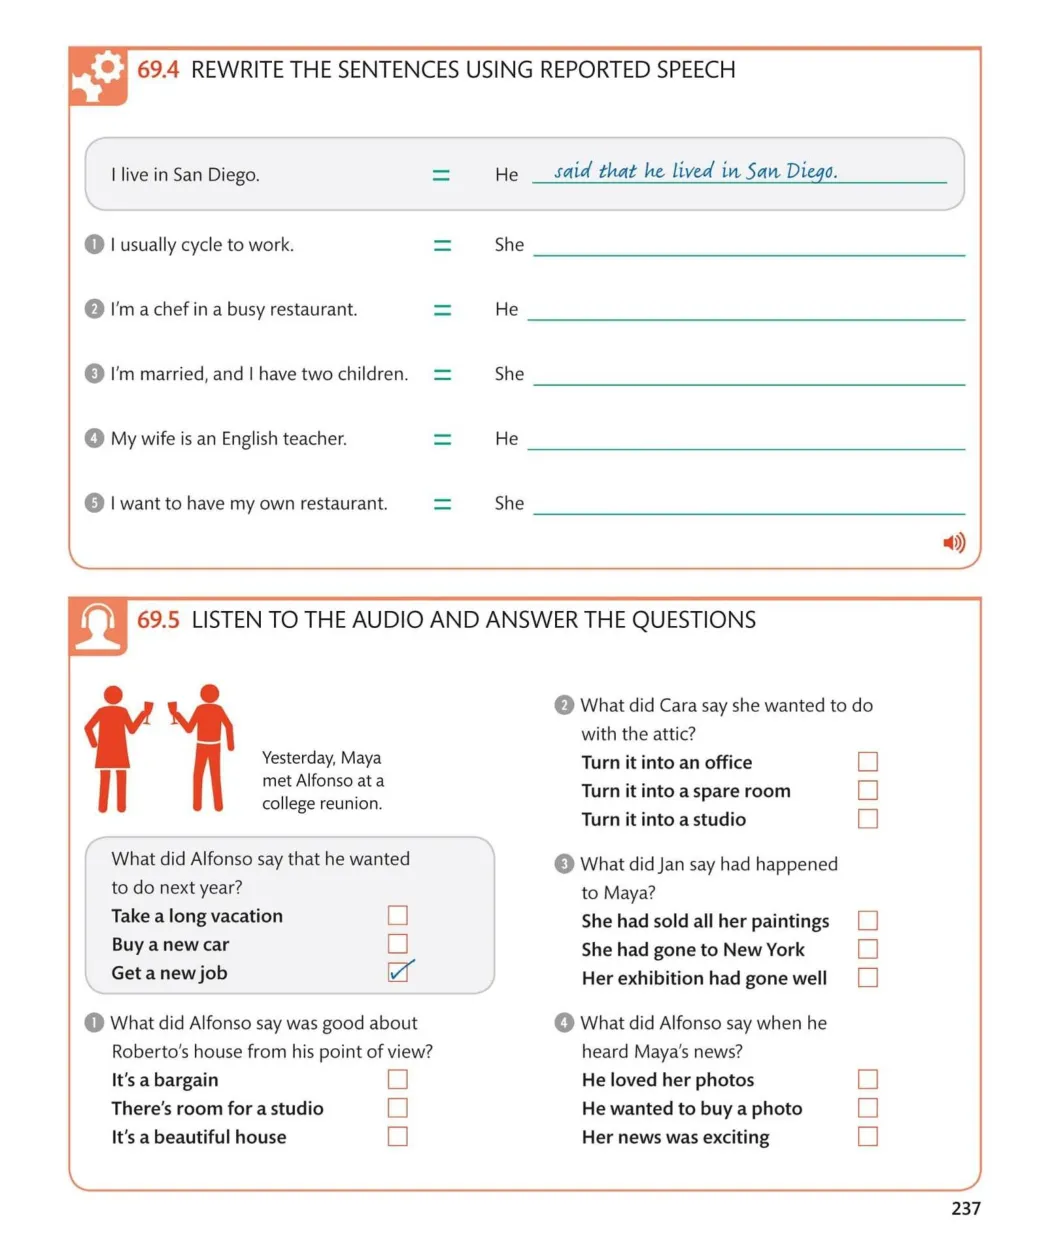 69.4 REWRITE THE SENTENCES USING REPORTED SPEECH
I live in San Diego. = He said that he lived in San Diego.
1 I usually cycle to work. = She
2 I'm a chef in a busy restaurant. = He
3 I'm married, and I have two children. = She
4 My wife is an English teacher. = He
5 I want to have my own restaurant. = She
69.5 LISTEN TO THE AUDIO AND ANSWER THE QUESTIONS
Yesterday, Maya
met Alfonso at a
college reunion.
What did Alfonso say that he wanted
to do next year?
Take a long vacation
Buy a new car
Get a new job
1 What did Alfonso say was good about
Roberto's house from his point of view?
It's a bargain
There's room for a studio
It's a beautiful house
2 What did Cara say she wanted to do
with the attic?
Turn it into an office
Turn it into a spare room
Turn it into a studio
3 What did Jan say had happened
to Maya?
She had sold all her paintings
She had gone to New York
Her exhibition had gone well
4 What did Alfonso say when he
heard Maya's news?
He loved her photos
He wanted to buy a photo
Her news was exciting
237